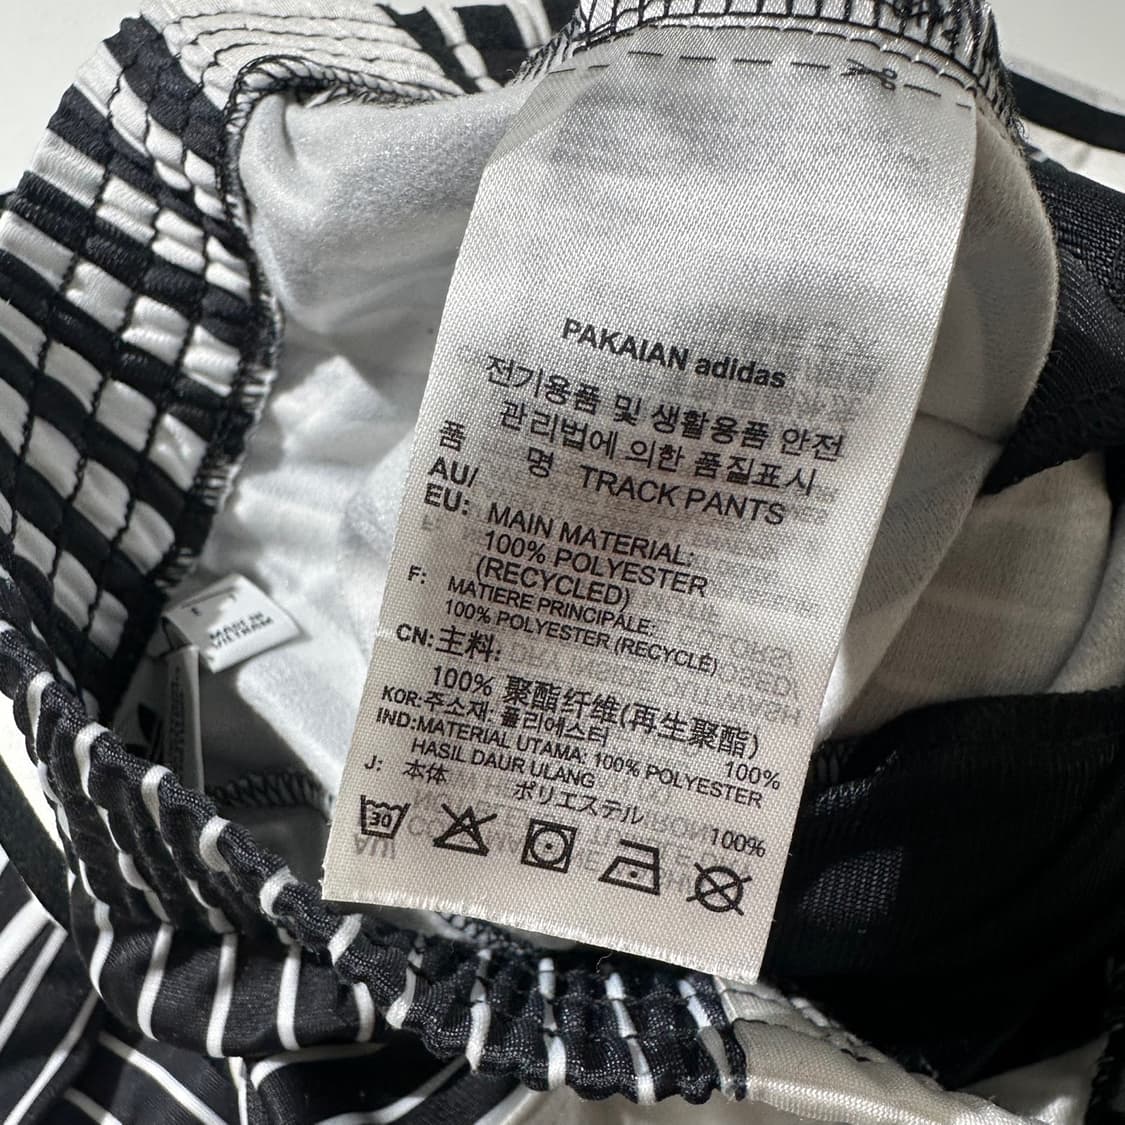 PAKAIAN adidas
전기용품 및 생활용품 안전
관리법에 의한 품질표시
품 명 TRACK PANTS
AU/
EU: MAIN MATERIAL:
100% POLYESTER
(RECYCLED)
F: MATIERE PRINCIPALE:
100% POLYESTER (RECYCLÉ)
CN: 主料:
100% 聚酯纤维(再生聚酯)
KOR: 주소재: 폴리에스터 100%
IND: MATERIAL UTAMA: 100% POLYESTER
HASIL DAUR ULANG
J: 本体 ポリエステル 100%
30
MADE IN
VIETNAM